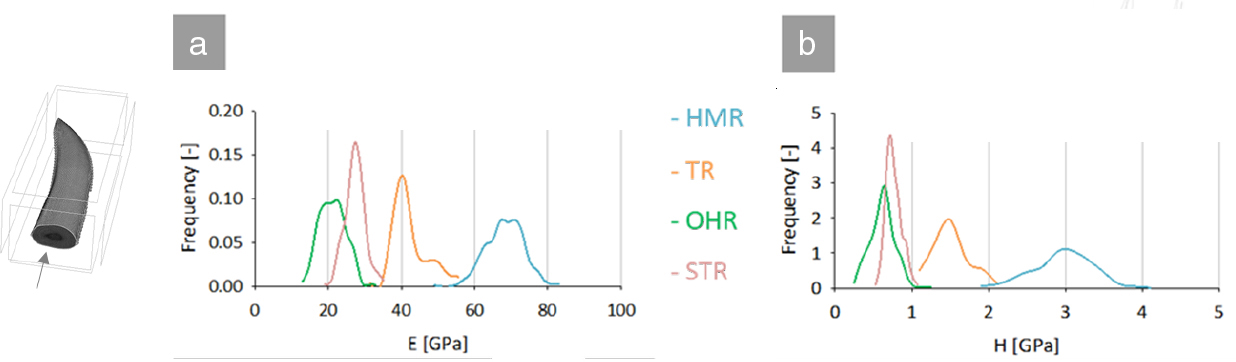 a
b
0.20
0.15
0.10
0.05
0.00
Frequency [-]
0 20 40 60 80 100
E [GPa]
- HMR
- TR
- OHR
- STR
5
4
3
2
1
0
Frequency [-]
0 1 2 3 4 5
H [GPa]